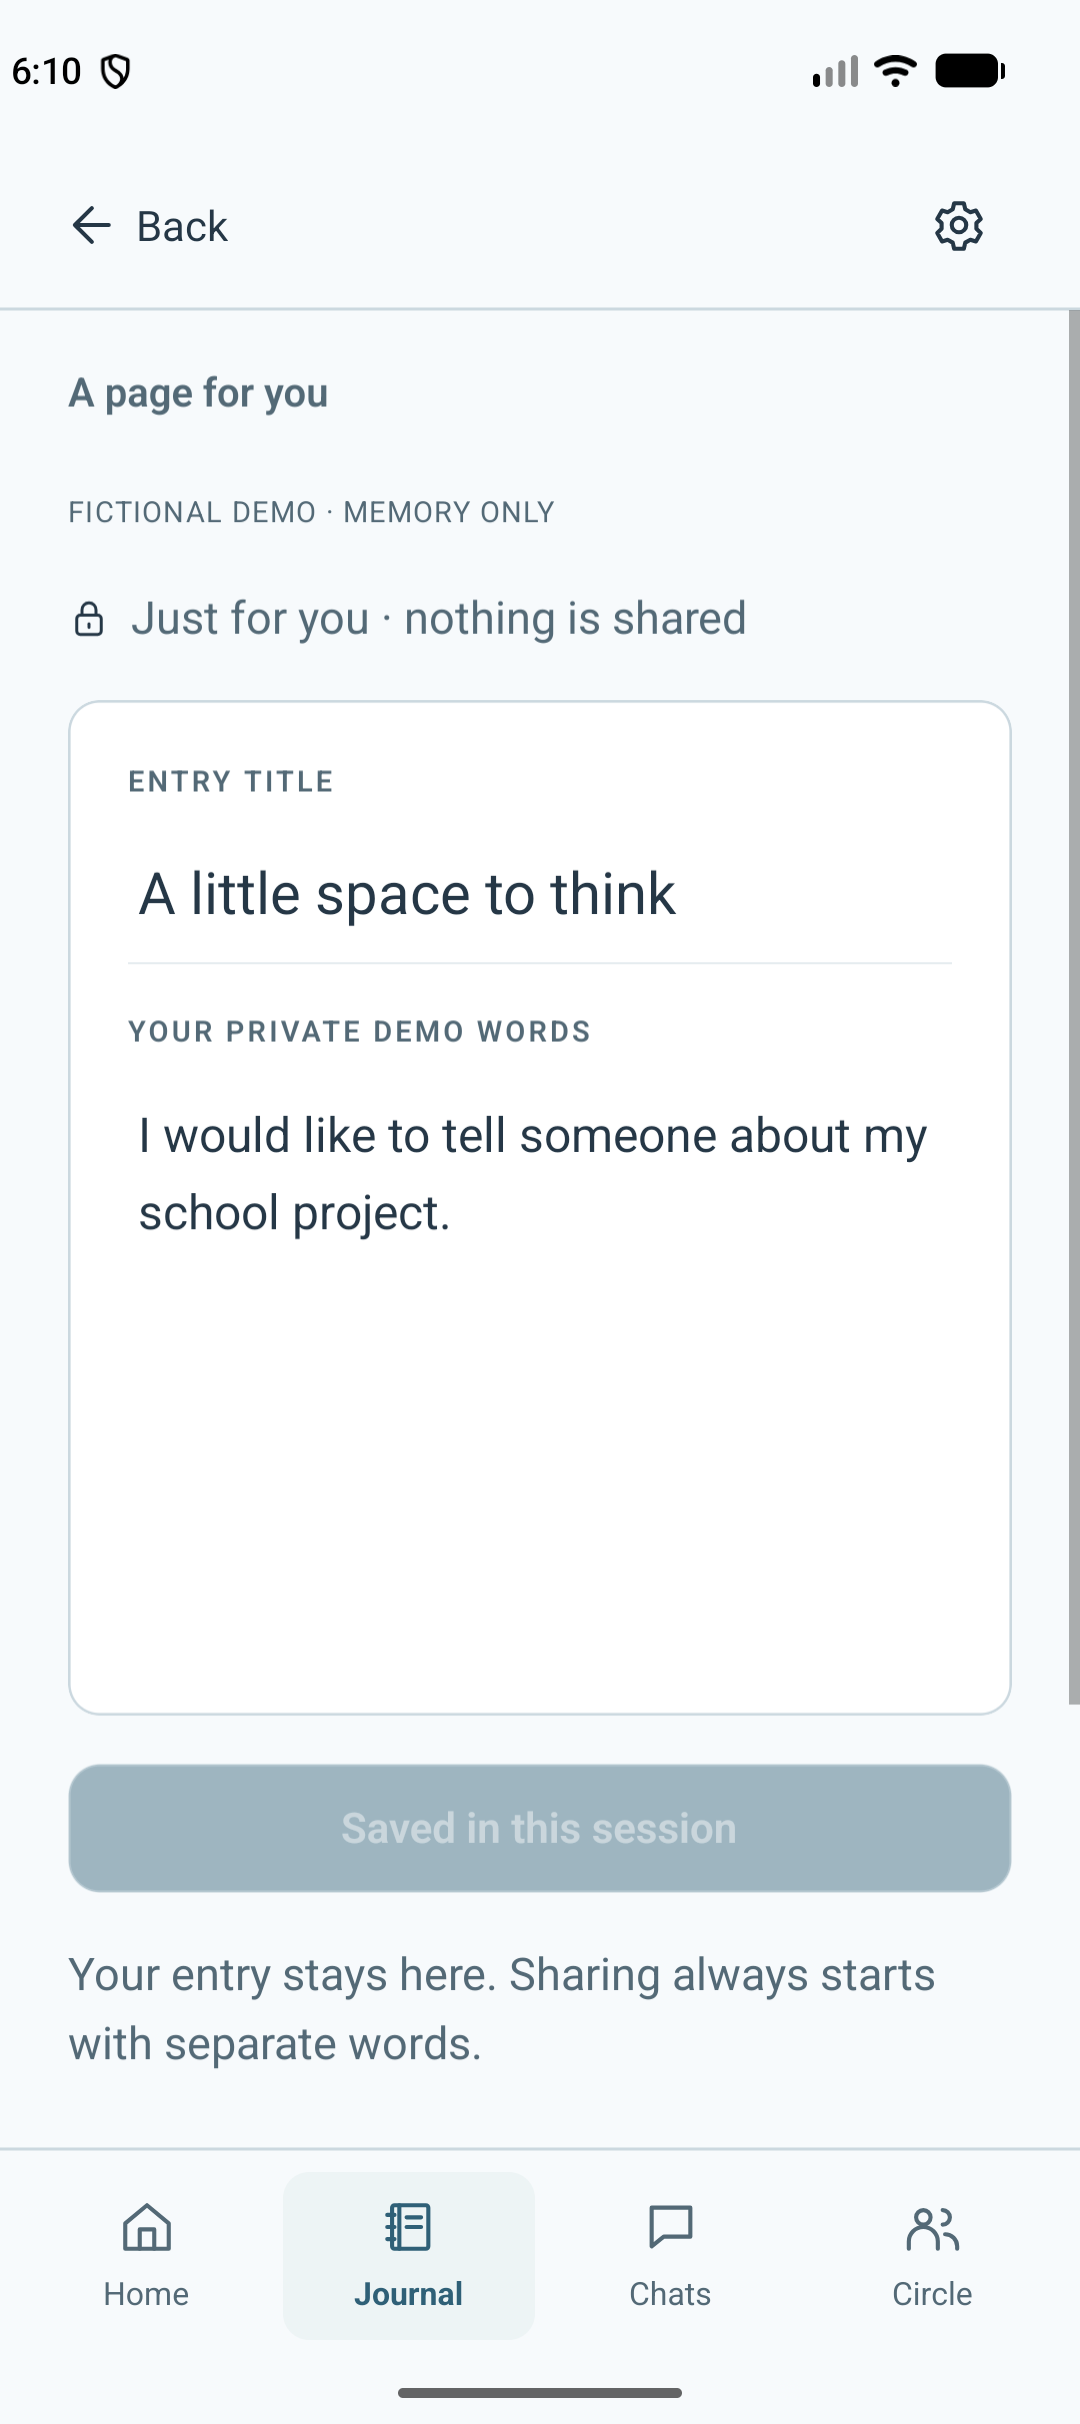 6:10
Back
A page for you
FICTIONAL DEMO · MEMORY ONLY
Just for you · nothing is shared
ENTRY TITLE
A little space to think
YOUR PRIVATE DEMO WORDS
I would like to tell someone about my
school project.
Saved in this session
Your entry stays here. Sharing always starts
with separate words.
Home
Journal
Chats
Circle